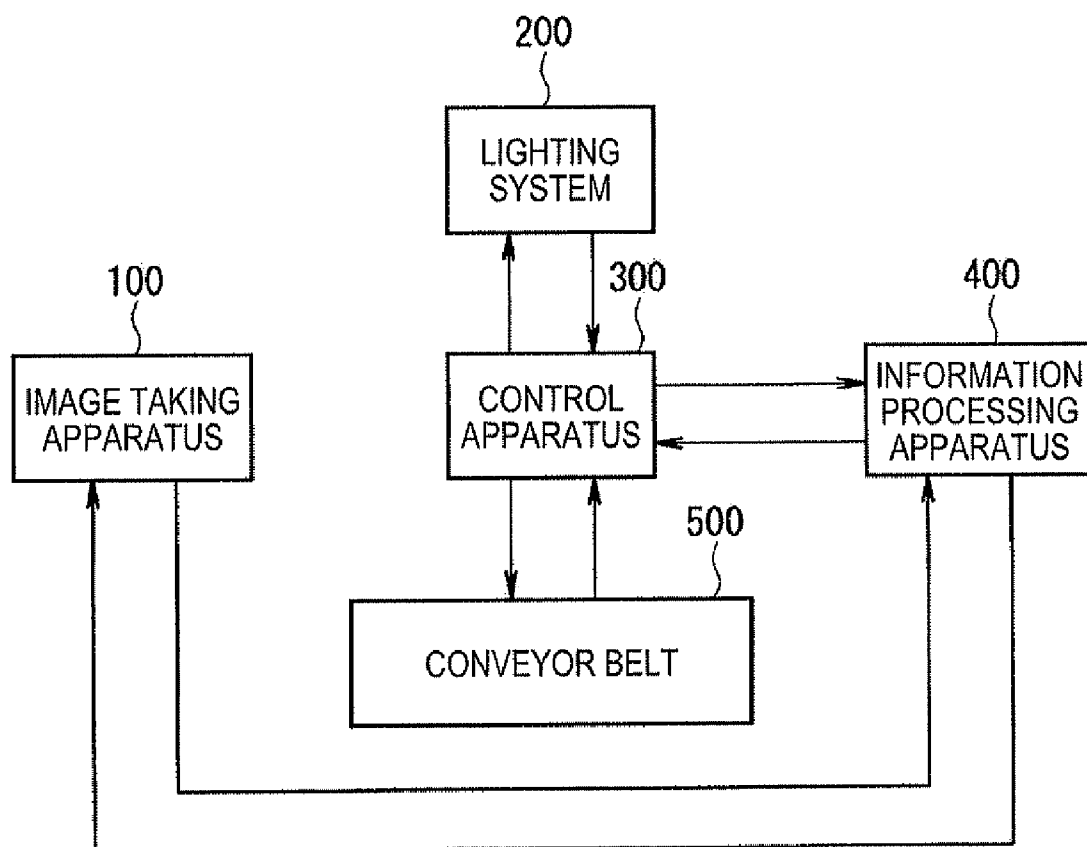 200
LIGHTING
SYSTEM
100
IMAGE TAKING
APPARATUS
300
CONTROL
APPARATUS
400
INFORMATION
PROCESSING
APPARATUS
500
CONVEYOR BELT